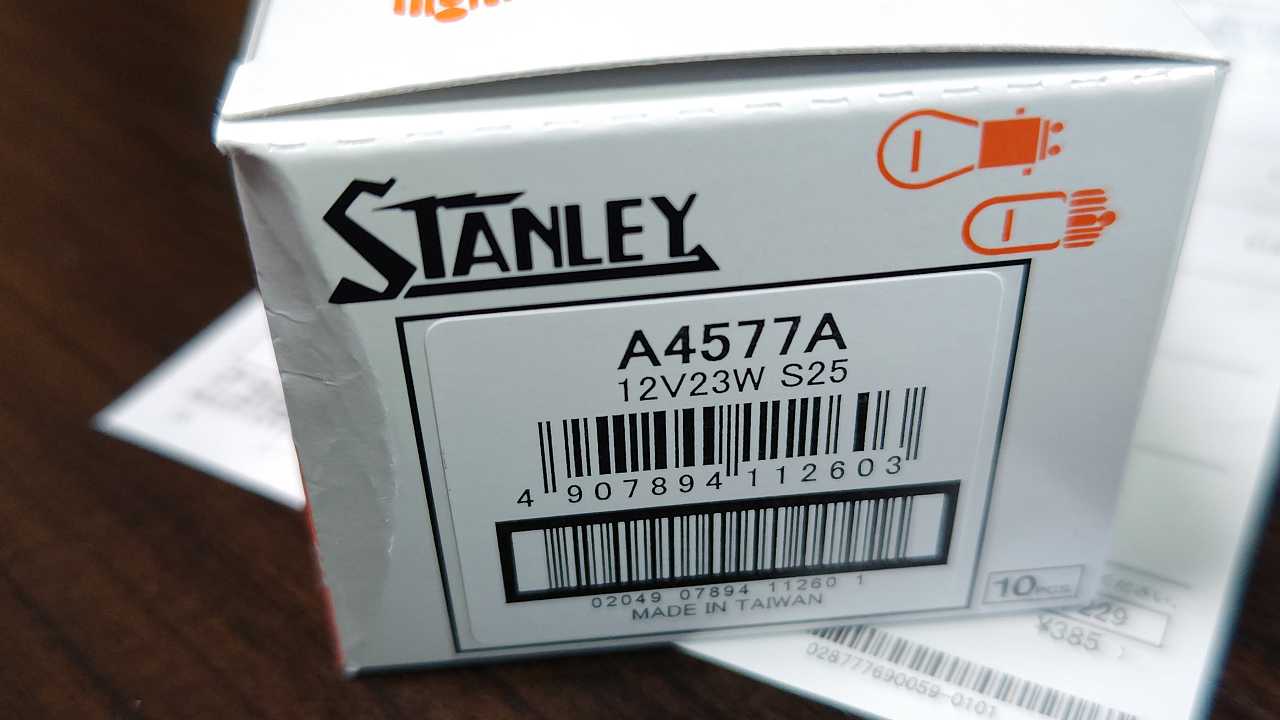 STANLEY
A4577A
12V23W S25
4 907894 112603
02049 07894 11260 1
MADE IN TAIWAN
10PCS.
229
¥385
028777690059-0101